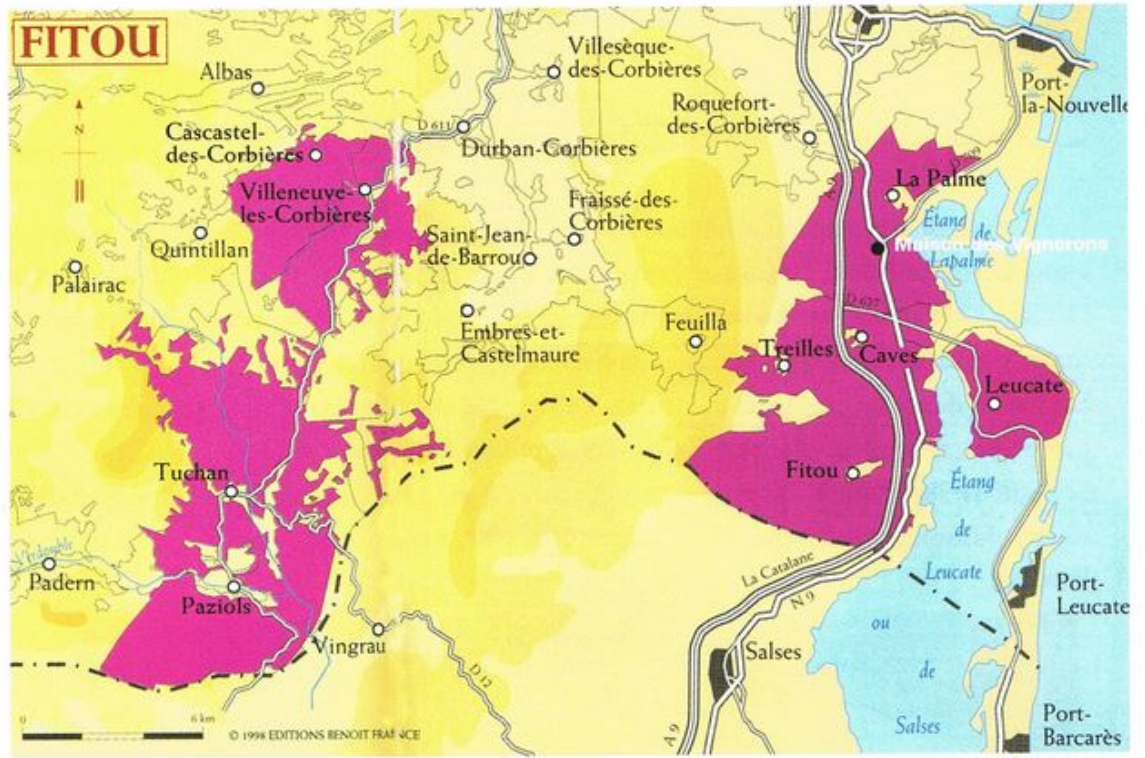 FITOU
Albas
Villesèque-
des-Corbières
Port-
la-Nouvelle
Roquefort-
des-Corbières
N
Cascastel-
des-Corbières
D 611
Durban-Corbières
La Palme
Villeneuve-
les-Corbières
Fraissé-des-
Corbières
Étang
de
Lapalme
Quintillan
Saint-Jean-
de-Barrou
Maison des Vignerons
Palairac
D 627
Embres-et-
Castelmaure
Feuilla
Treilles
Caves
Leucate
Tuchan
Fitou
Étang
de
Leucate
ou
de
Salses
Verdouble
Padern
La Catalane
Port-
Leucate
Paziols
N 9
Vingrau
Salses
D 12
Port-
Barcarès
A 9
0
6 km
© 1998 EDITIONS BENOIT FRANCE